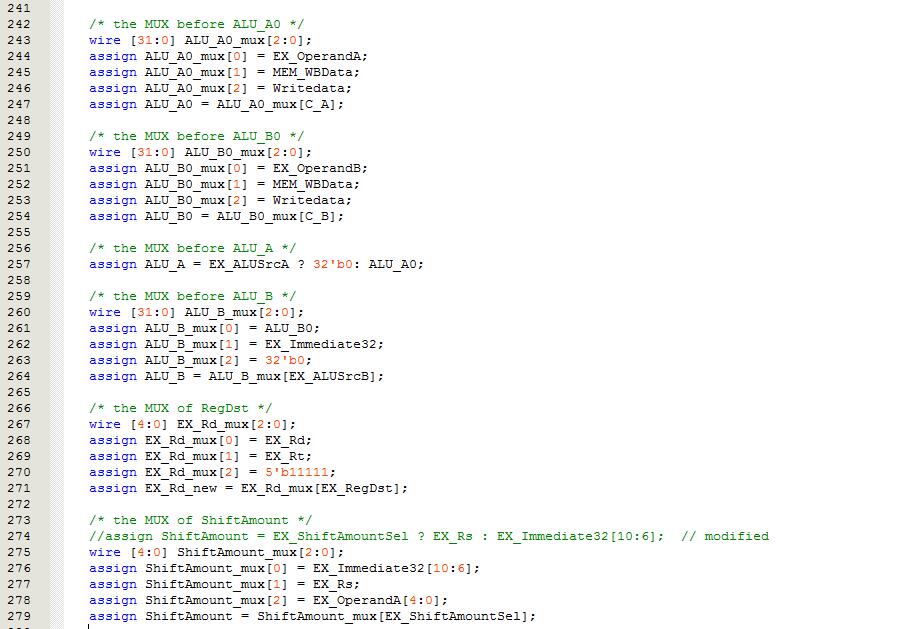 241
242 /* the MUX before ALU_A0 */
243 wire [31:0] ALU_A0_mux[2:0];
244 assign ALU_A0_mux[0] = EX_OperandA;
245 assign ALU_A0_mux[1] = MEM_WBData;
246 assign ALU_A0_mux[2] = Writedata;
247 assign ALU_A0 = ALU_A0_mux[C_A];
248
249 /* the MUX before ALU_B0 */
250 wire [31:0] ALU_B0_mux[2:0];
251 assign ALU_B0_mux[0] = EX_OperandB;
252 assign ALU_B0_mux[1] = MEM_WBData;
253 assign ALU_B0_mux[2] = Writedata;
254 assign ALU_B0 = ALU_B0_mux[C_B];
255
256 /* the MUX before ALU_A */
257 assign ALU_A = EX_ALUSrcA ? 32'b0: ALU_A0;
258
259 /* the MUX before ALU_B */
260 wire [31:0] ALU_B_mux[2:0];
261 assign ALU_B_mux[0] = ALU_B0;
262 assign ALU_B_mux[1] = EX_Immediate32;
263 assign ALU_B_mux[2] = 32'b0;
264 assign ALU_B = ALU_B_mux[EX_ALUSrcB];
265
266 /* the MUX of RegDst */
267 wire [4:0] EX_Rd_mux[2:0];
268 assign EX_Rd_mux[0] = EX_Rd;
269 assign EX_Rd_mux[1] = EX_Rt;
270 assign EX_Rd_mux[2] = 5'b11111;
271 assign EX_Rd_new = EX_Rd_mux[EX_RegDst];
272
273 /* the MUX of ShiftAmount */
274 //assign ShiftAmount = EX_ShiftAmountSel ? EX_Rs : EX_Immediate32[10:6];  // modified
275 wire [4:0] ShiftAmount_mux[2:0];
276 assign ShiftAmount_mux[0] = EX_Immediate32[10:6];
277 assign ShiftAmount_mux[1] = EX_Rs;
278 assign ShiftAmount_mux[2] = EX_OperandA[4:0];
279 assign ShiftAmount = ShiftAmount_mux[EX_ShiftAmountSel];